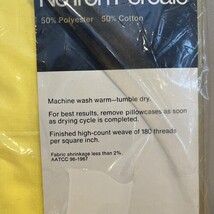 No Iron Percale
50% Polyester 50% Cotton
Machine wash warm–tumble dry.
For best results, remove pillowcases as soon
as drying cycle is completed.
Finished high-count weave of 180 threads
per square inch.
Fabric shrinkage less than 2%.
AATCC 96-1967